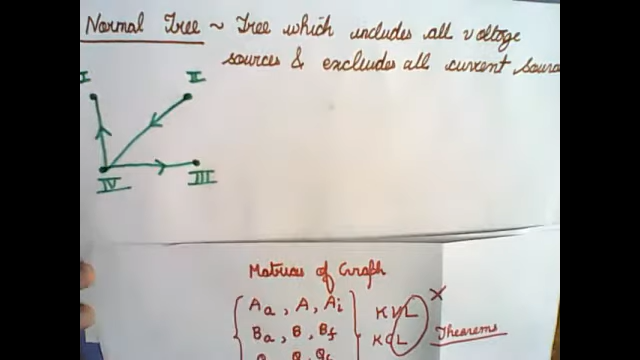 Normal Tree ~ Tree which includes all voltage
sources & excludes all current
I
II
IV
III
Matrices of Graph
Aa, A, Ai
KVL
Ba, B, Bf
KCL
Theorems